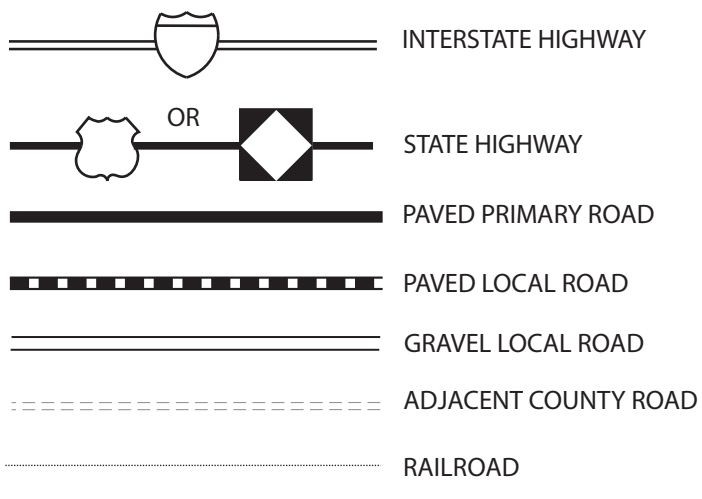 INTERSTATE HIGHWAY
OR
STATE HIGHWAY
PAVED PRIMARY ROAD
PAVED LOCAL ROAD
GRAVEL LOCAL ROAD
ADJACENT COUNTY ROAD
RAILROAD